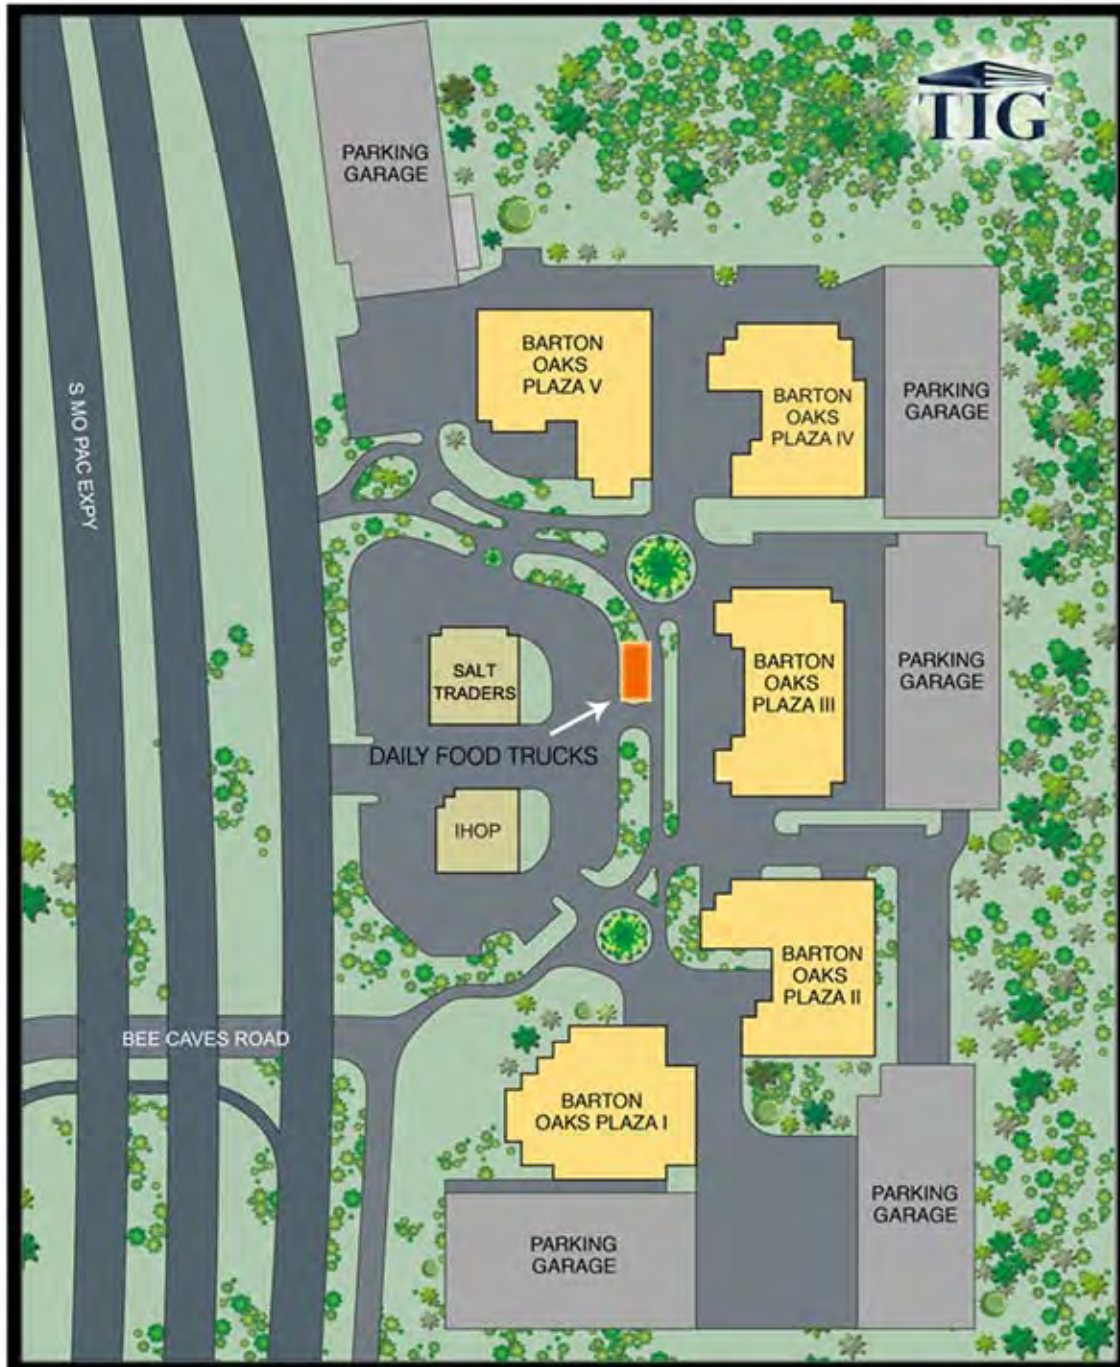 TIG
PARKING
GARAGE
BARTON
OAKS
PLAZA V
BARTON
OAKS
PLAZA IV
PARKING
GARAGE
S MO PAC EXPY
SALT
TRADERS
BARTON
OAKS
PLAZA III
PARKING
GARAGE
DAILY FOOD TRUCKS
IHOP
BARTON
OAKS
PLAZA II
BEE CAVES ROAD
BARTON
OAKS PLAZA I
PARKING
GARAGE
PARKING
GARAGE